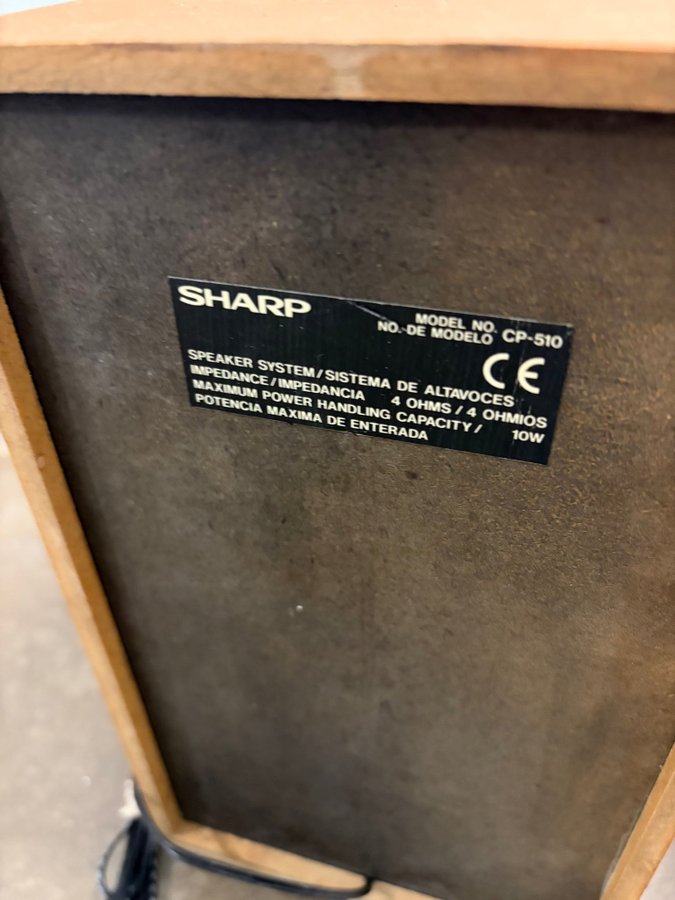 SHARP
MODEL NO.
NO. DE MODELO CP-510
CE
SPEAKER SYSTEM/SISTEMA DE ALTAVOCES
IMPEDANCE/IMPEDANCIA 4 OHMS / 4 OHMIOS
MAXIMUM POWER HANDLING CAPACITY/ 10W
POTENCIA MAXIMA DE ENTERADA